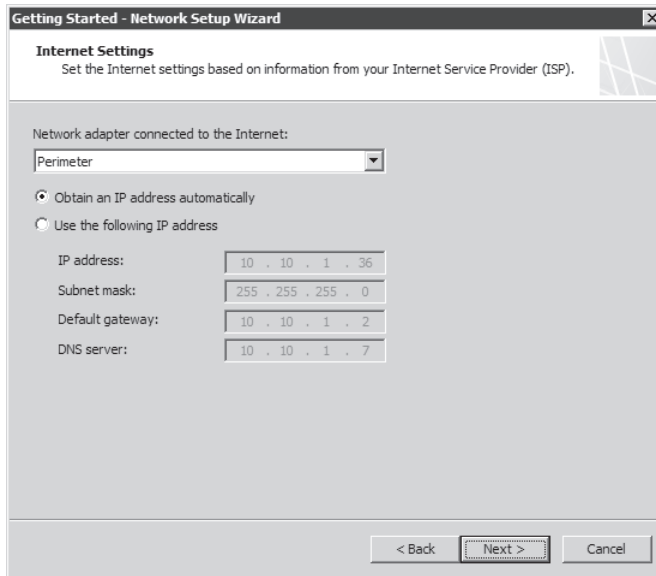 Getting Started - Network Setup Wizard
Internet Settings
Set the Internet settings based on information from your Internet Service Provider (ISP).
Network adapter connected to the Internet:
Perimeter
Obtain an IP address automatically
Use the following IP address
IP address: 10 . 10 . 1 . 36
Subnet mask: 255 . 255 . 255 . 0
Default gateway: 10 . 10 . 1 . 2
DNS server: 10 . 10 . 1 . 7
< Back Next > Cancel